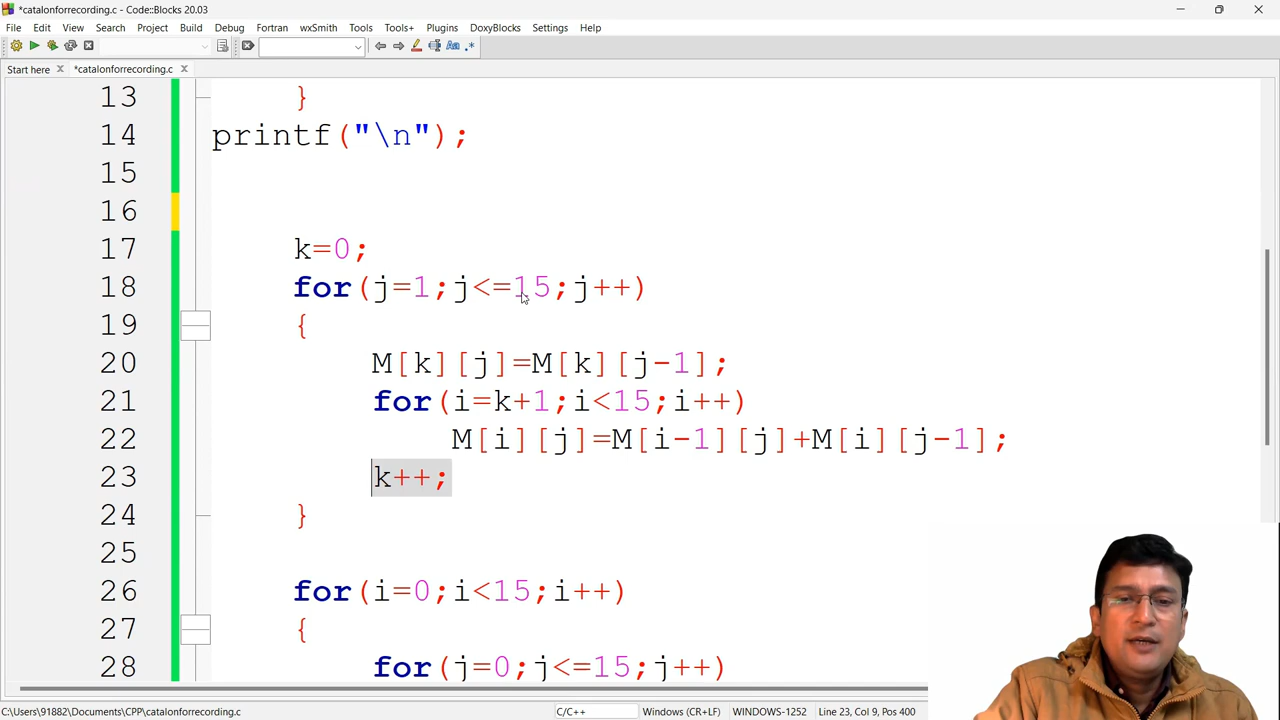 *catalonforrecording.c - Code::Blocks 20.03
File Edit View Search Project Build Debug Fortran wxSmith Tools Tools+ Plugins DoxyBlocks Settings Help
Aa .*
Start here *catalonforrecording.c
13 }
14 printf("\n");
15
16
17 k=0;
18 for(j=1;j<=15;j++)
19 {
20 M[k][j]=M[k][j-1];
21 for(i=k+1;i<15;i++)
22 M[i][j]=M[i-1][j]+M[i][j-1];
23 k++;
24 }
25
26 for(i=0;i<15;i++)
27 {
28 for(j=0;j<=15;j++)
C:\Users\91882\Documents\CPP\catalonforrecording.c C/C++ Windows (CR+LF) WINDOWS-1252 Line 23, Col 9, Pos 400